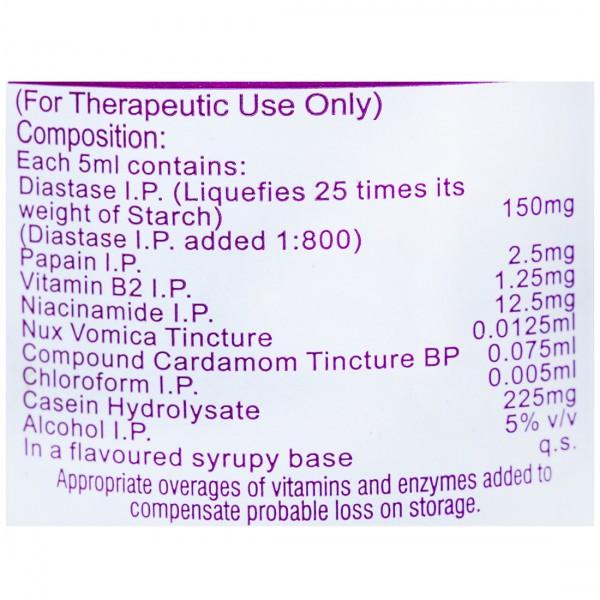 (For Therapeutic Use Only)
Composition:
Each 5ml contains:
Diastase I.P. (Liquefies 25 times its
weight of Starch) 150mg
(Diastase I.P. added 1:800)
Papain I.P. 2.5mg
Vitamin B2 I.P. 1.25mg
Niacinamide I.P. 12.5mg
Nux Vomica Tincture 0.0125ml
Compound Cardamom Tincture BP 0.075ml
Chloroform I.P. 0.005ml
Casein Hydrolysate 225mg
Alcohol I.P. 5% v/v
In a flavoured syrupy base q.s.
Appropriate overages of vitamins and enzymes added to
compensate probable loss on storage.